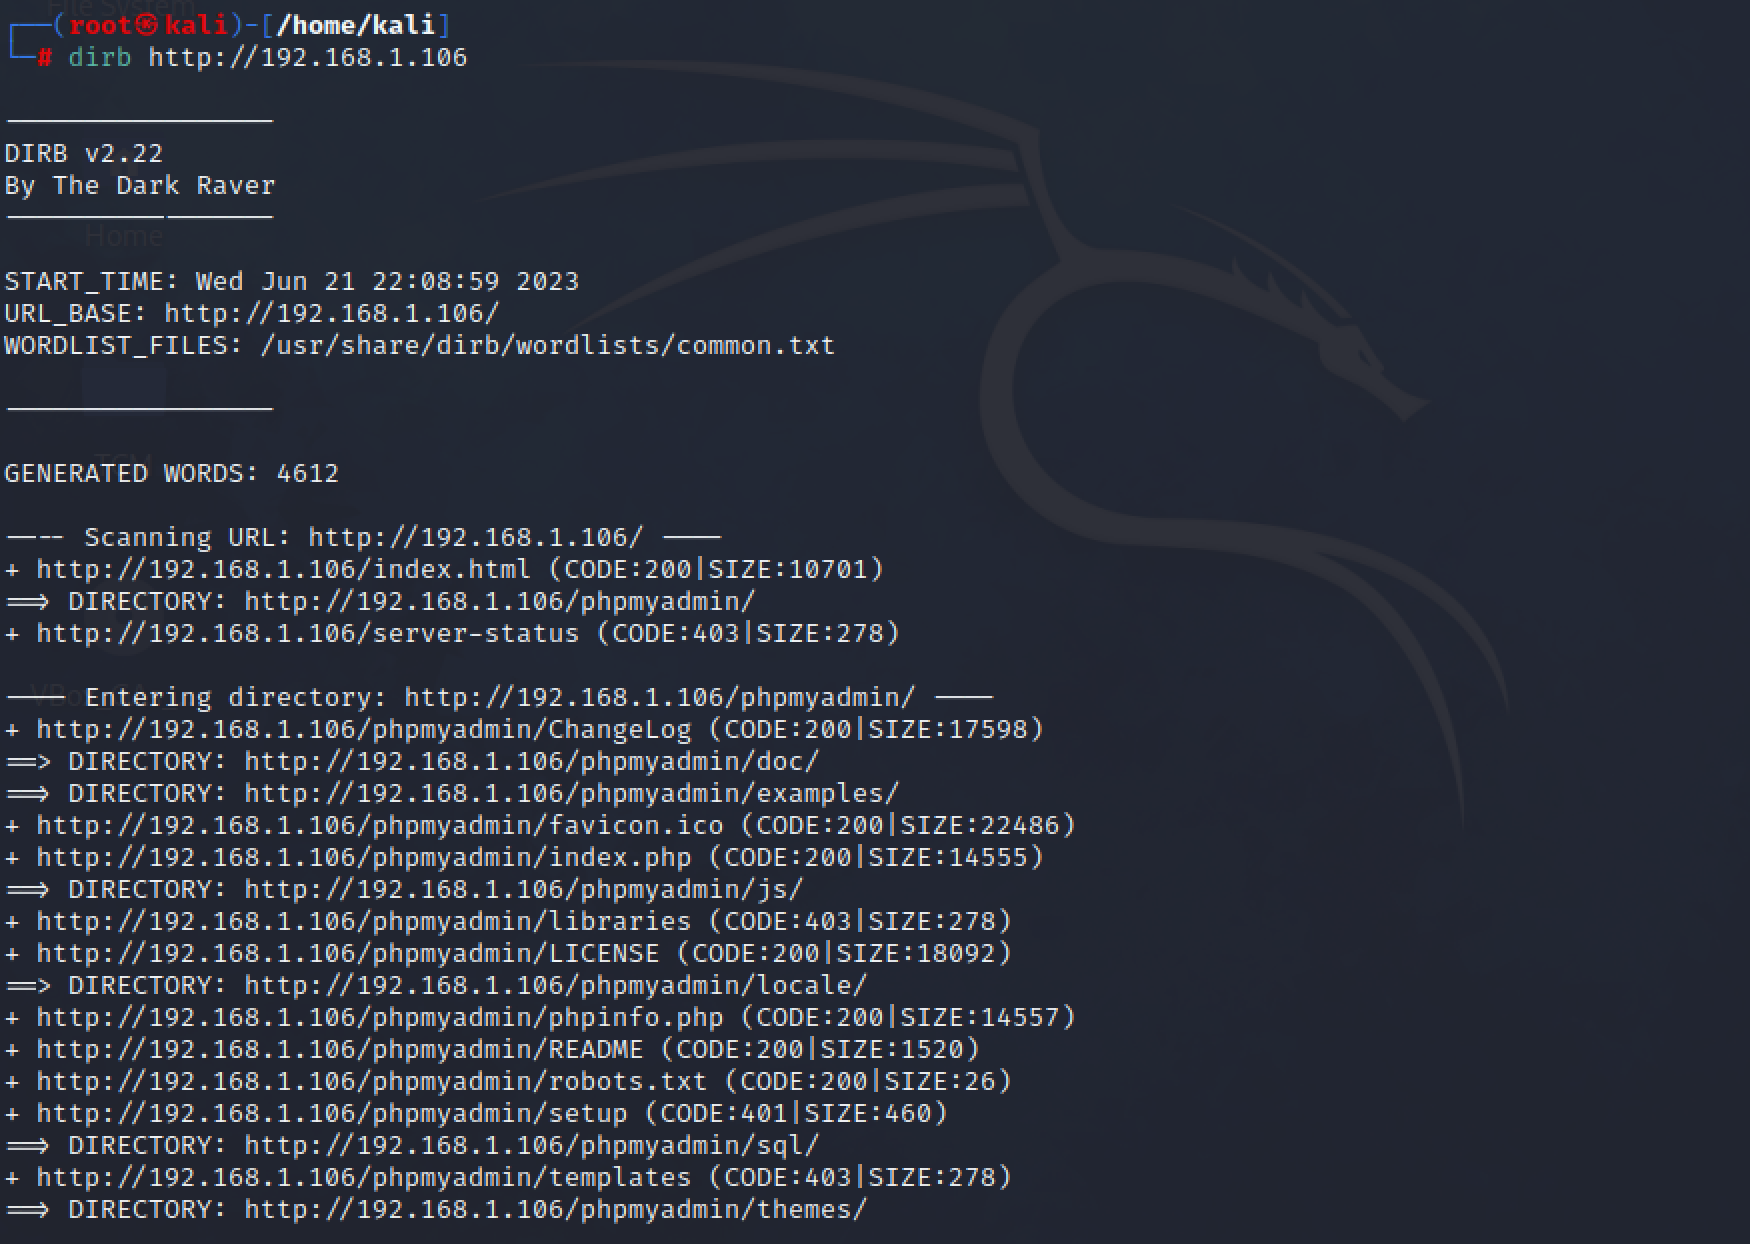 File System
┌──(root㉿kali)-[/home/kali]
└─# dirb http://192.168.1.106
-----------------
DIRB v2.22
By The Dark Raver
-----------------
Home
START_TIME: Wed Jun 21 22:08:59 2023
URL_BASE: http://192.168.1.106/
WORDLIST_FILES: /usr/share/dirb/wordlists/common.txt
-----------------
TCM
GENERATED WORDS: 4612
---- Scanning URL: http://192.168.1.106/ ----
+ http://192.168.1.106/index.html (CODE:200|SIZE:10701)
==> DIRECTORY: http://192.168.1.106/phpmyadmin/
+ http://192.168.1.106/server-status (CODE:403|SIZE:278)
---- Entering directory: http://192.168.1.106/phpmyadmin/ ----
+ http://192.168.1.106/phpmyadmin/ChangeLog (CODE:200|SIZE:17598)
==> DIRECTORY: http://192.168.1.106/phpmyadmin/doc/
==> DIRECTORY: http://192.168.1.106/phpmyadmin/examples/
+ http://192.168.1.106/phpmyadmin/favicon.ico (CODE:200|SIZE:22486)
+ http://192.168.1.106/phpmyadmin/index.php (CODE:200|SIZE:14555)
==> DIRECTORY: http://192.168.1.106/phpmyadmin/js/
+ http://192.168.1.106/phpmyadmin/libraries (CODE:403|SIZE:278)
+ http://192.168.1.106/phpmyadmin/LICENSE (CODE:200|SIZE:18092)
==> DIRECTORY: http://192.168.1.106/phpmyadmin/locale/
+ http://192.168.1.106/phpmyadmin/phpinfo.php (CODE:200|SIZE:14557)
+ http://192.168.1.106/phpmyadmin/README (CODE:200|SIZE:1520)
+ http://192.168.1.106/phpmyadmin/robots.txt (CODE:200|SIZE:26)
+ http://192.168.1.106/phpmyadmin/setup (CODE:401|SIZE:460)
==> DIRECTORY: http://192.168.1.106/phpmyadmin/sql/
+ http://192.168.1.106/phpmyadmin/templates (CODE:403|SIZE:278)
==> DIRECTORY: http://192.168.1.106/phpmyadmin/themes/